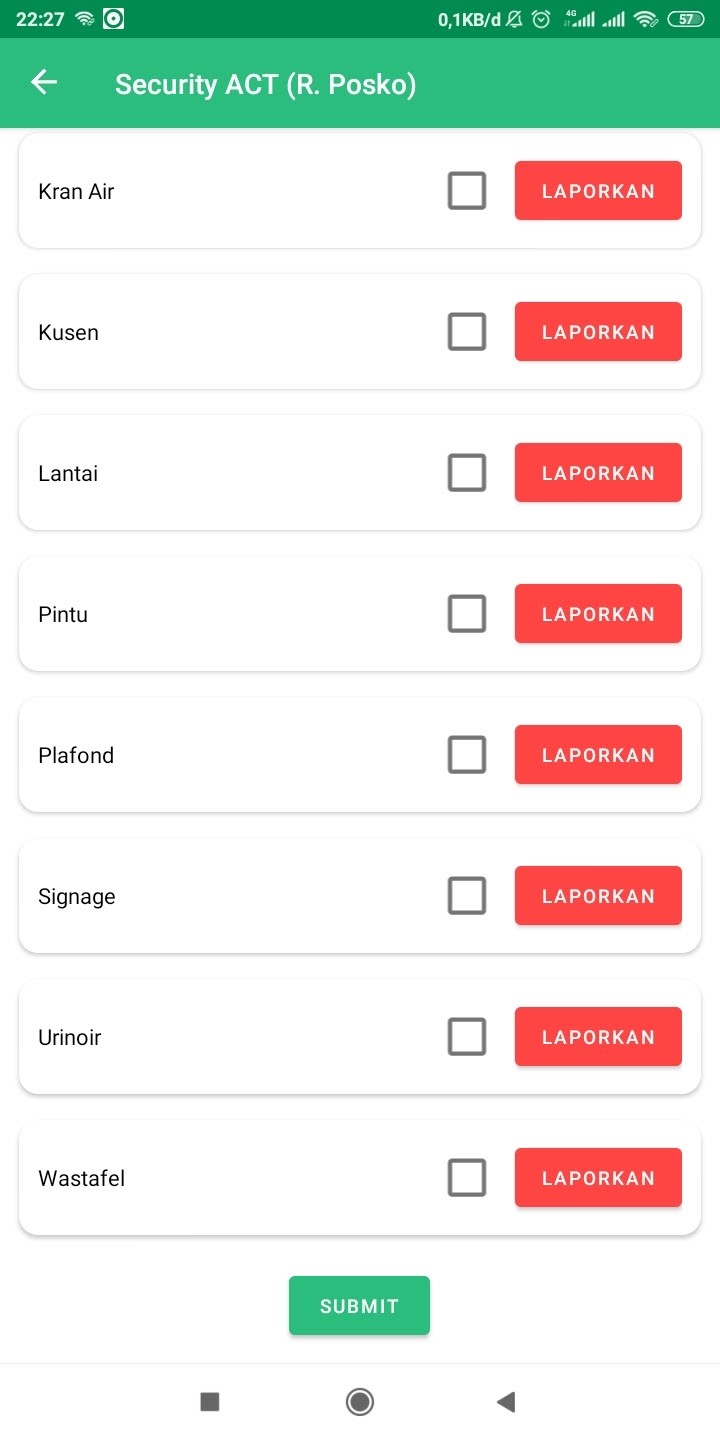 22:27 0,1KB/d 4G 57
Security ACT (R. Posko)
Kran Air LAPORKAN
Kusen LAPORKAN
Lantai LAPORKAN
Pintu LAPORKAN
Plafond LAPORKAN
Signage LAPORKAN
Urinoir LAPORKAN
Wastafel LAPORKAN
SUBMIT